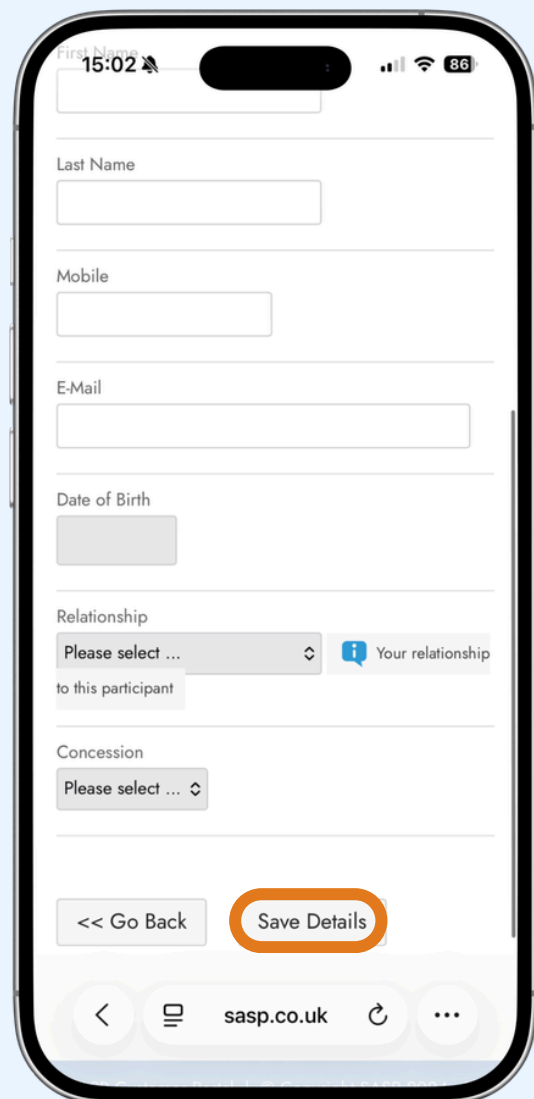 First Name
15:02
86
Last Name
Mobile
E-Mail
Date of Birth
Relationship
Please select ...
i Your relationship
to this participant
Concession
Please select ...
<< Go Back
Save Details
sasp.co.uk